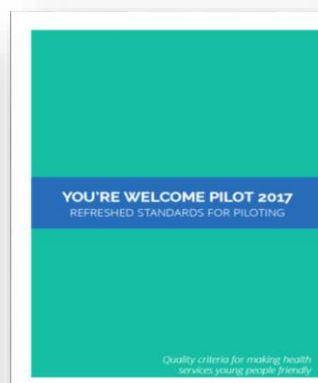 YOU'RE WELCOME PILOT 2017
REFRESHED STANDARDS FOR PILOTING
Quality criteria for making health
services young people friendly